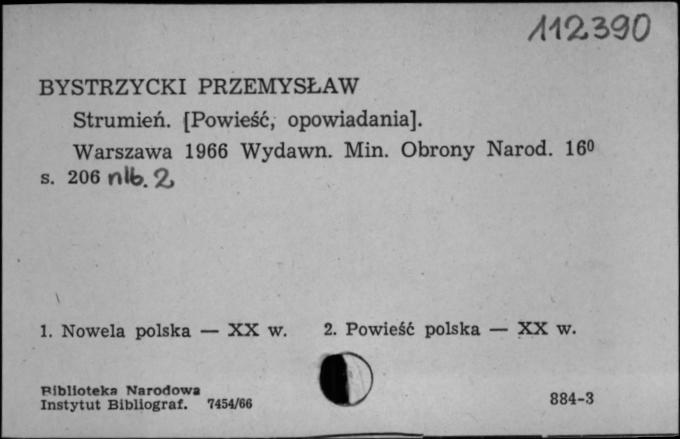 112390
BYSTRZYCKI PRZEMYSŁAW
Strumień. [Powieść, opowiadania].
Warszawa 1966 Wydawn. Min. Obrony Narod. 16⁰
s. 206 nlb. 2
1. Nowela polska — XX w. 2. Powieść polska — XX w.
Biblioteka Narodowa
Instytut Bibliograf. 7454/66
884-3